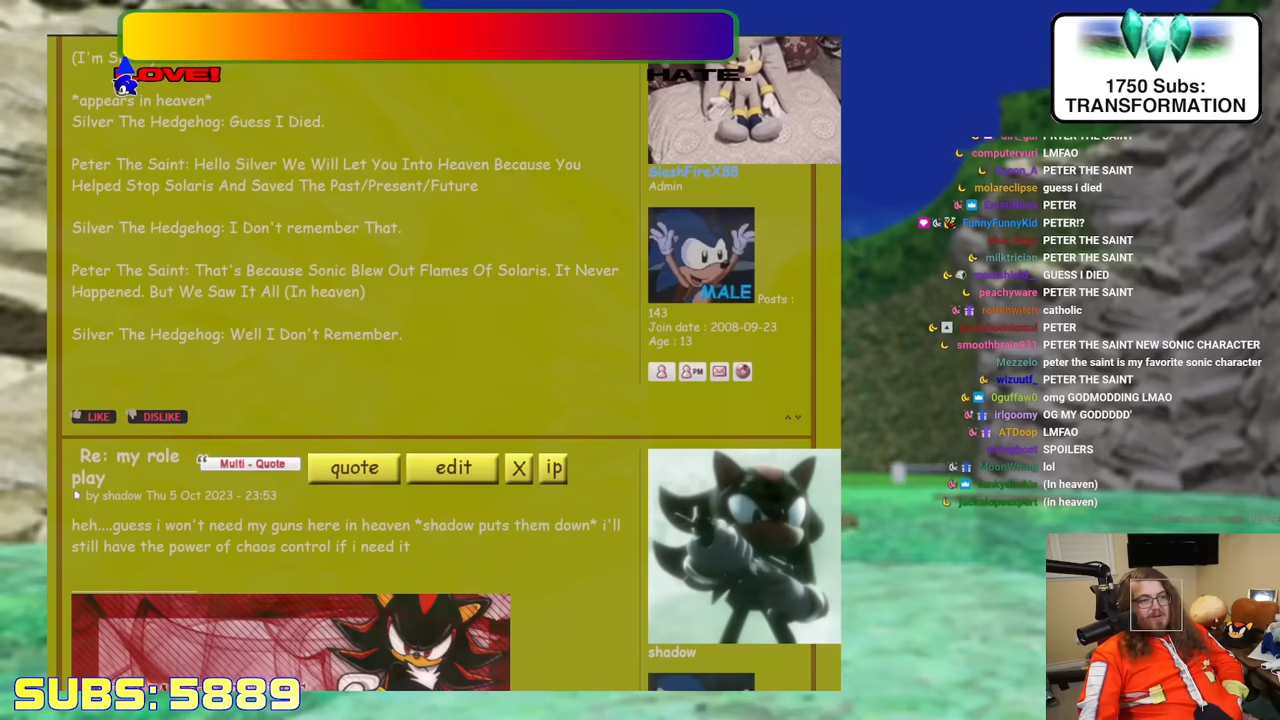 (I'm S
LOVE!
HATE.
*appears in heaven*
Silver The Hedgehog: Guess I Died.
Peter The Saint: Hello Silver We Will Let You Into Heaven Because You
Helped Stop Solaris And Saved The Past/Present/Future
Silver The Hedgehog: I Don't remember That.
Peter The Saint: That's Because Sonic Blew Out Flames Of Solaris. It Never
Happened. But We Saw It All (In heaven)
Silver The Hedgehog: Well I Don't Remember.
LIKE
DISLIKE
SlashFireX88
Admin
MALE
Posts :
143
Join date : 2008-09-23
Age : 13
PM
Re: my role
play
Multi - Quote
quote
edit
X
ip
by shadow Thu 5 Oct 2023 - 23:53
heh....guess i won't need my guns here in heaven *shadow puts them down* i'll
still have the power of chaos control if i need it
shadow
SUBS: 5889
1750 Subs:
TRANSFORMATION
PETER THE SAINT
computervuri LMFAO
PETER THE SAINT
molareclipse guess i died
PETER
FunnyFunnyKid PETER!?
PETER THE SAINT
milktrician PETER THE SAINT
GUESS I DIED
peachyware PETER THE SAINT
rottenwitch catholic
PETER
smoothbrain921 PETER THE SAINT NEW SONIC CHARACTER
Mezzelo peter the saint is my favorite sonic character
wizuutf_ PETER THE SAINT
0guffaw0 omg GODMODDING LMAO
irlgoomy OG MY GODDDDD'
ATDoop LMFAO
SPOILERS
lol
(In heaven)
(in heaven)